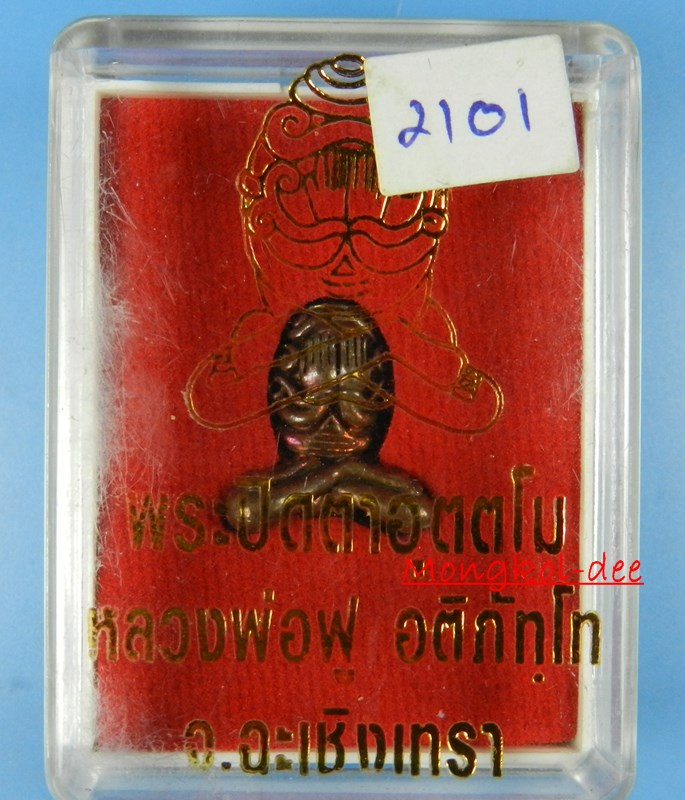 2101
พระปิดตาอุตตโม
Mongkol-dee
หลวงพ่อฟู อติภัทฺโท
จ.ฉะเชิงเทรา